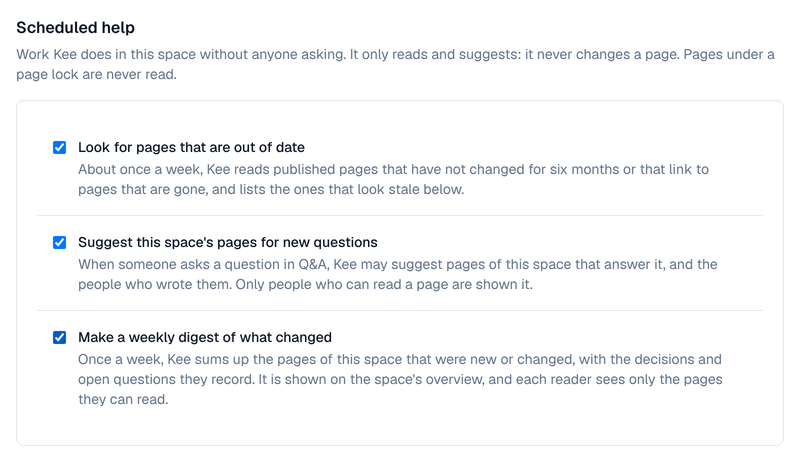 Scheduled help
Work Kee does in this space without anyone asking. It only reads and suggests: it never changes a page. Pages under a
page lock are never read.
Look for pages that are out of date
About once a week, Kee reads published pages that have not changed for six months or that link to
pages that are gone, and lists the ones that look stale below.
Suggest this space's pages for new questions
When someone asks a question in Q&A, Kee may suggest pages of this space that answer it, and the
people who wrote them. Only people who can read a page are shown it.
Make a weekly digest of what changed
Once a week, Kee sums up the pages of this space that were new or changed, with the decisions and
open questions they record. It is shown on the space's overview, and each reader sees only the pages
they can read.